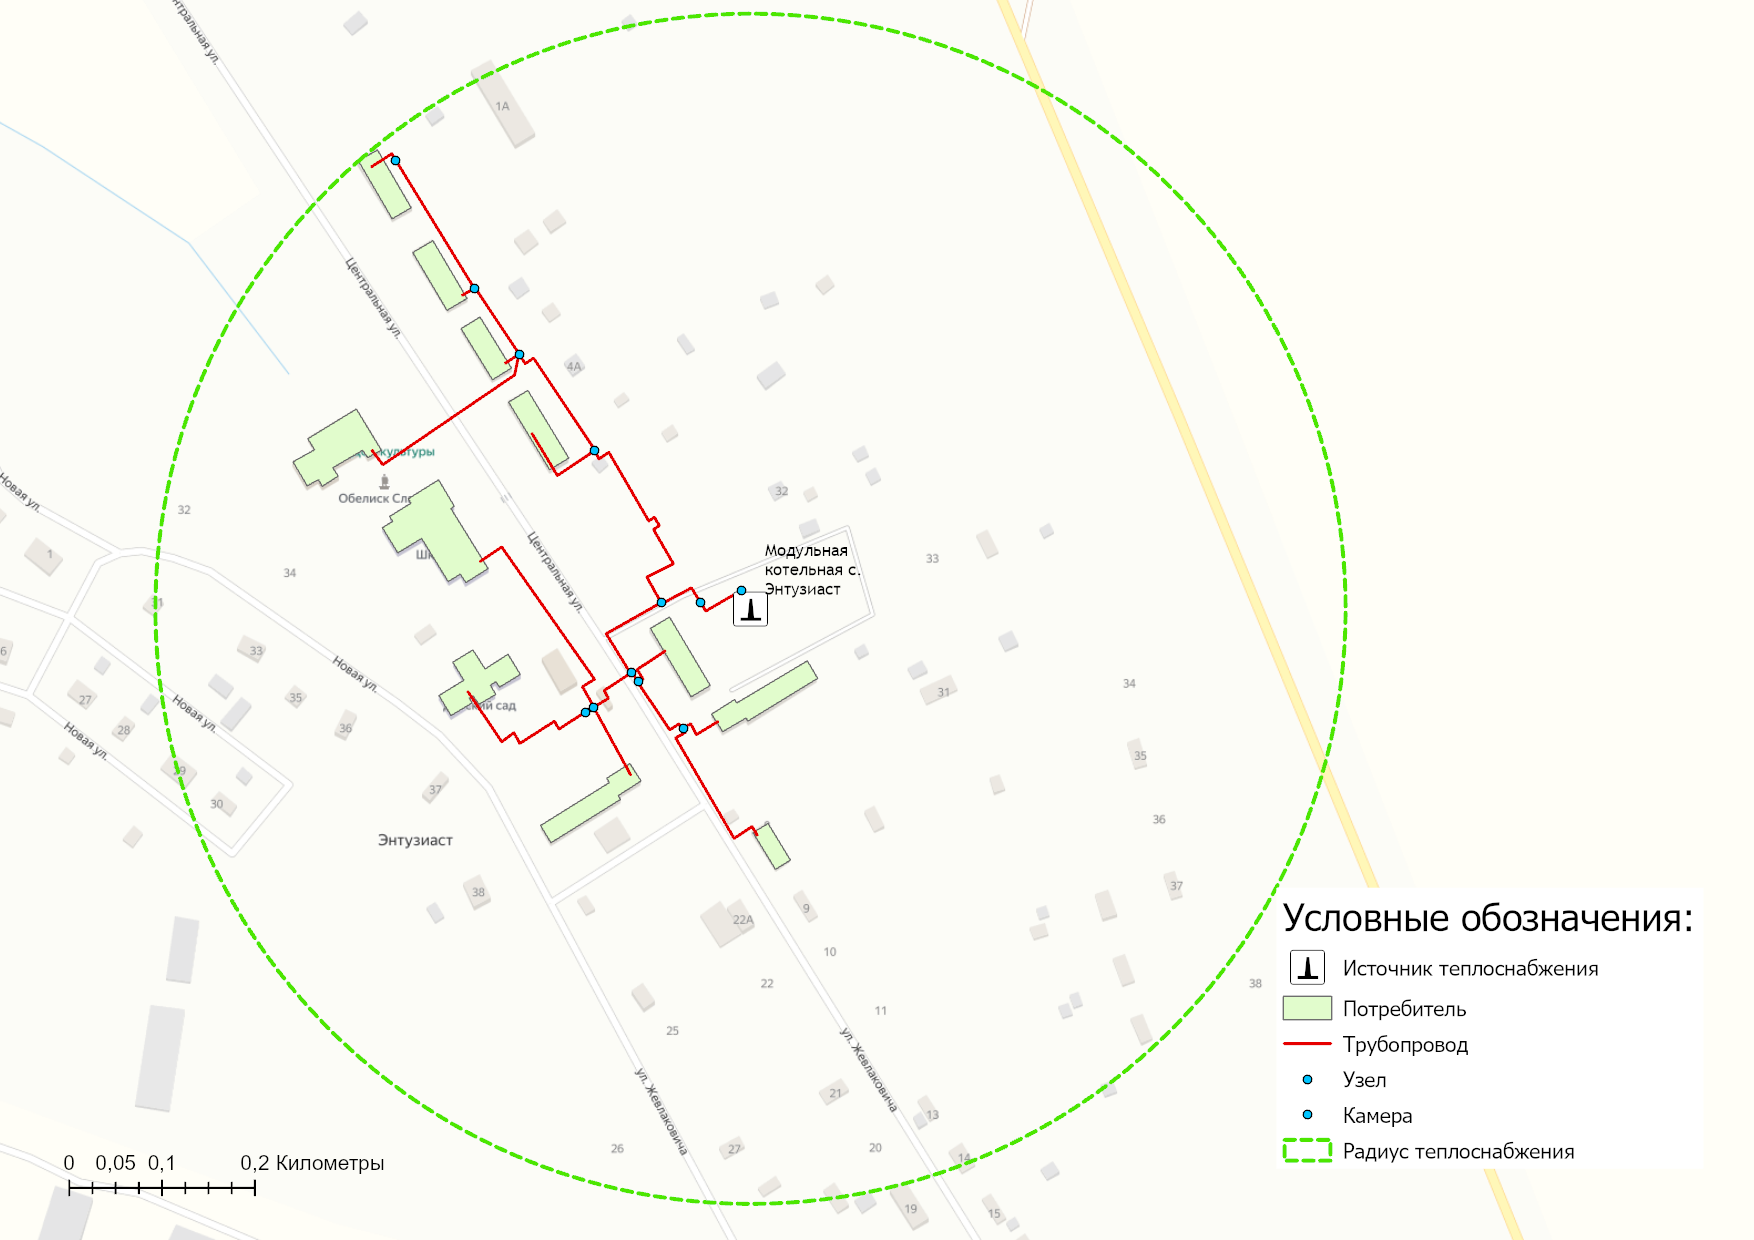 Центральная ул.
1А
Центральная ул.
4А
культуры
Обелиск
32
32
Новая ул.
Центральная ул.
Модульная
котельная с.
Энтузиаст
33
1
34
31
33
34
31
Новая ул.
35
27
Новая ул.
сад
36
28
Новая ул.
35
29
37
30
36
Энтузиаст
38
37
9
22А
10
22
38
11
25
ул. Жевлаковича
ул. Жевлаковича
21
13
26
27
20
14
19
15
0 0,05 0,1 0,2 Километры
Условные обозначения:
Источник теплоснабжения
Потребитель
Трубопровод
Узел
Камера
Радиус теплоснабжения